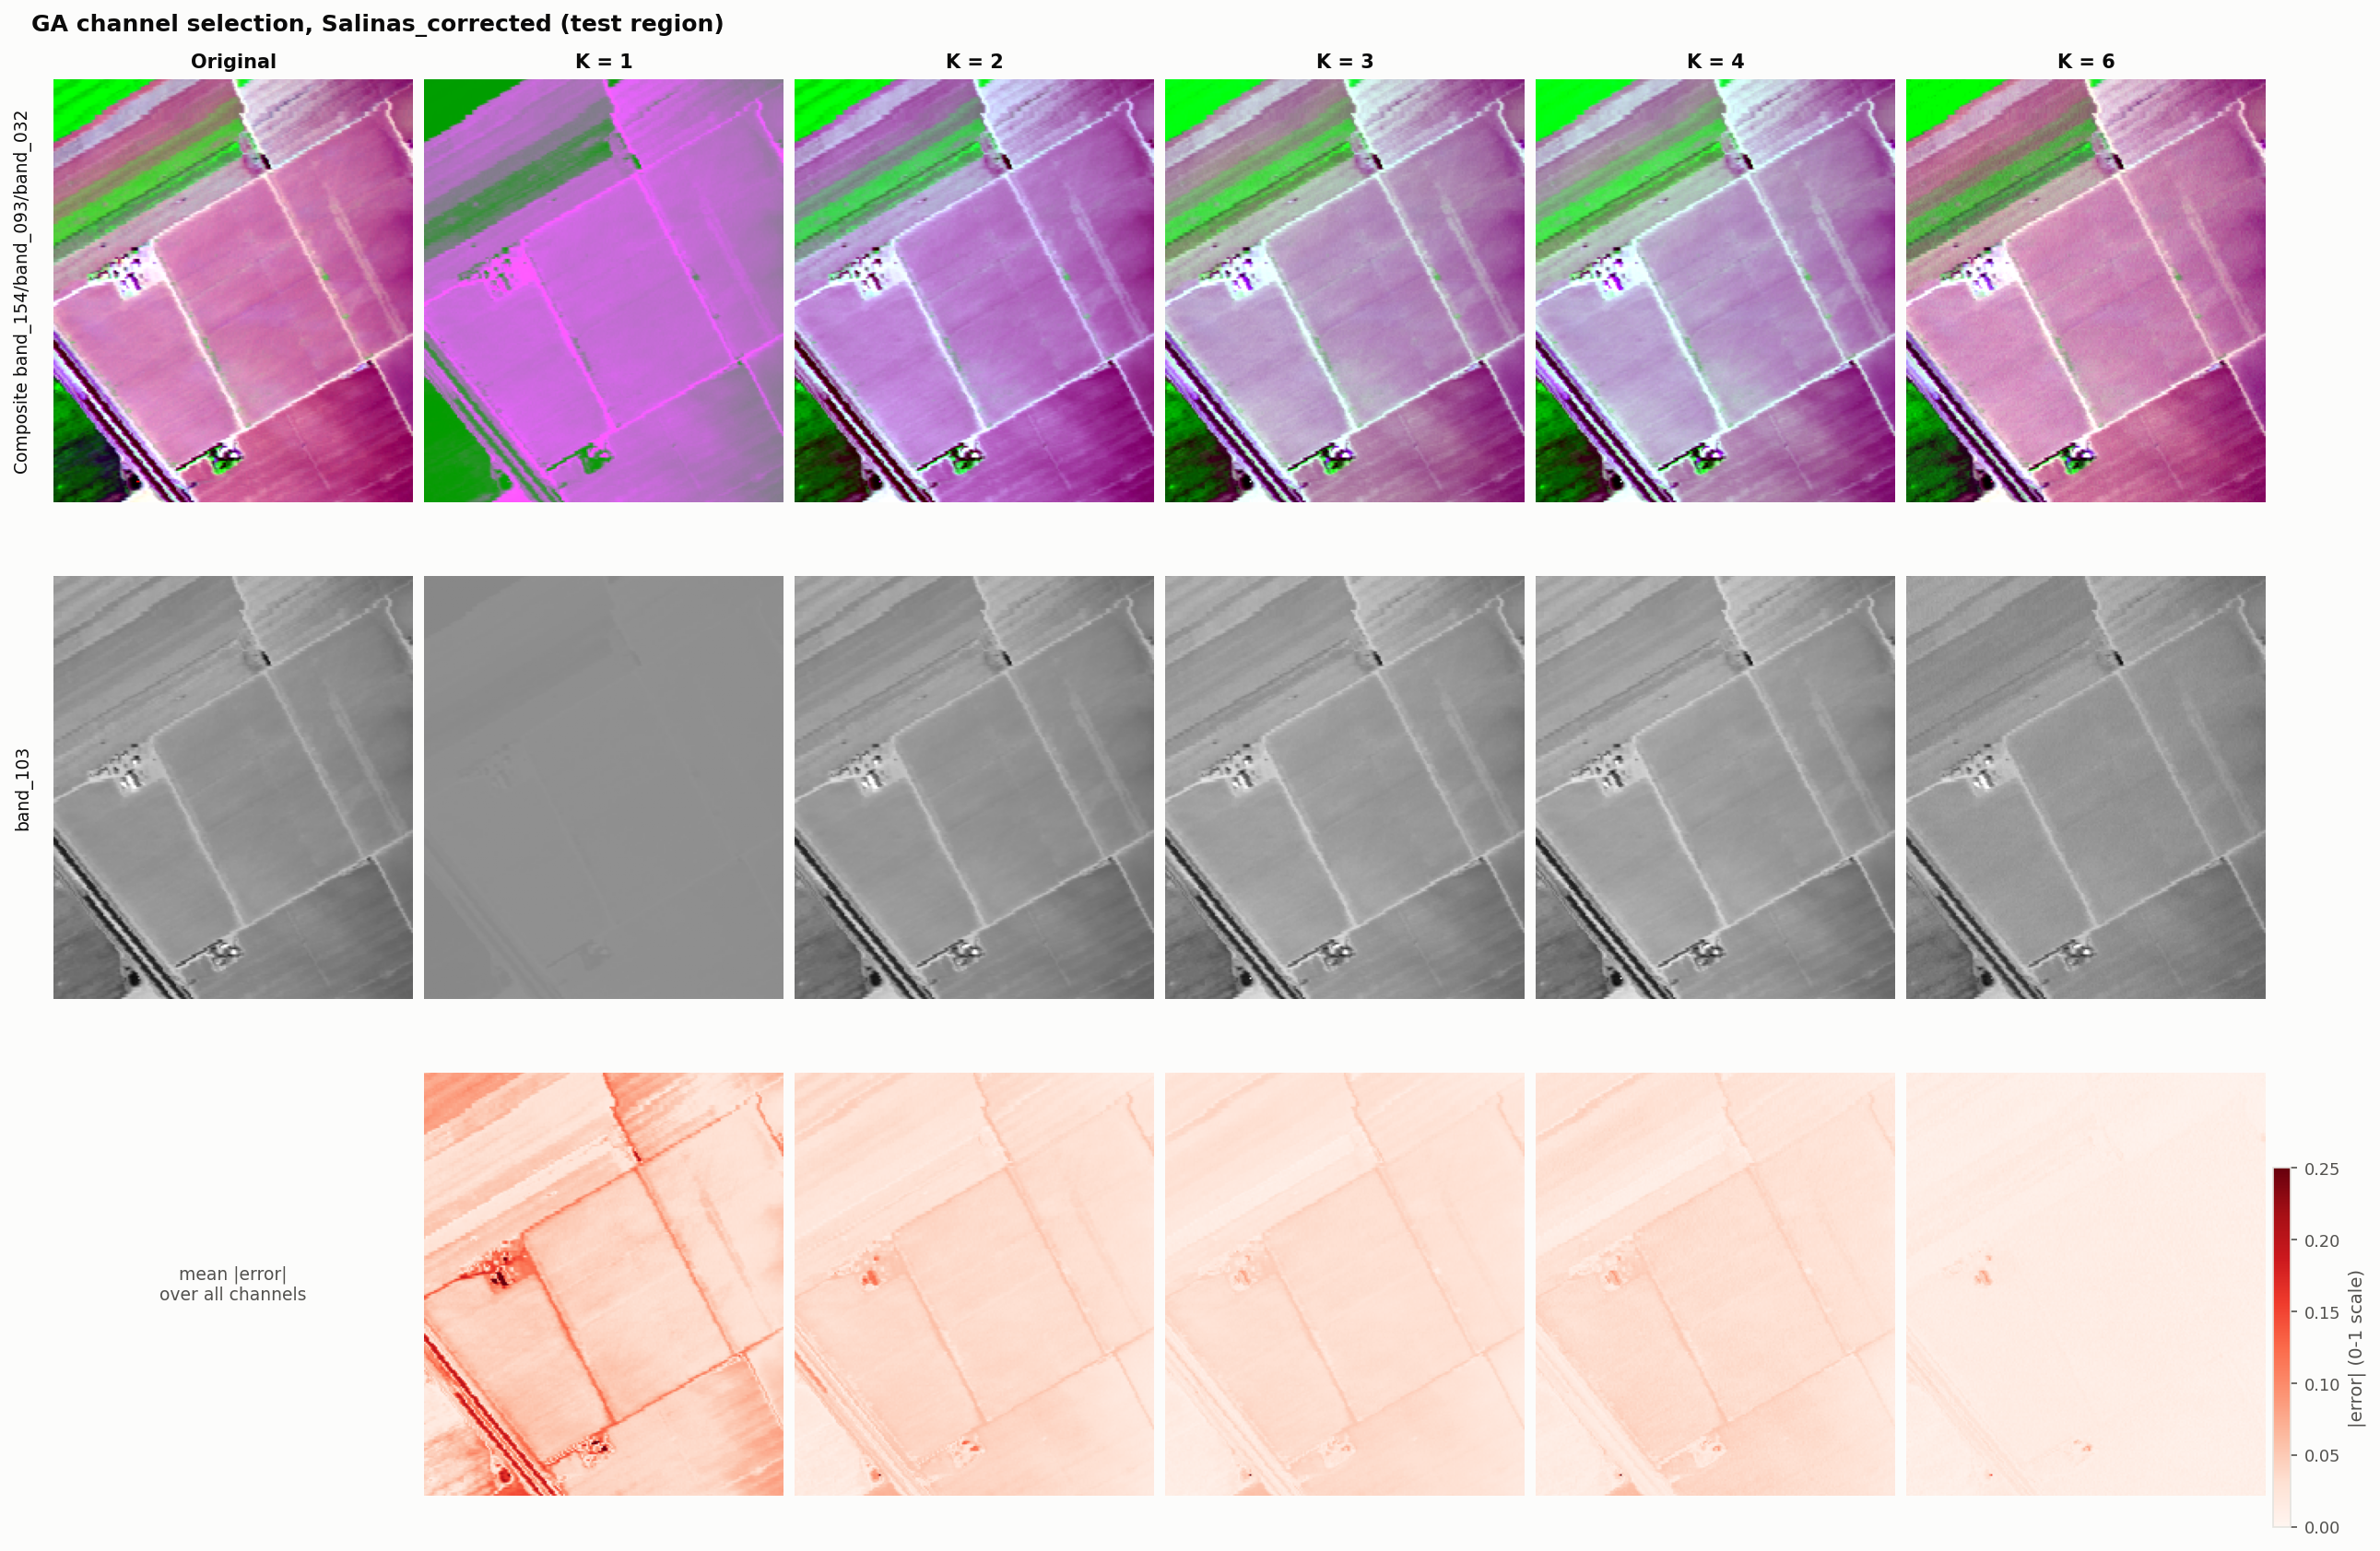 GA channel selection, Salinas_corrected (test region)
Original
K = 1
K = 2
K = 3
K = 4
K = 6
Composite band_154/band_093/band_032
band_103
mean |error|
over all channels
0.25
0.20
0.15
0.10
0.05
0.00
|error| (0-1 scale)